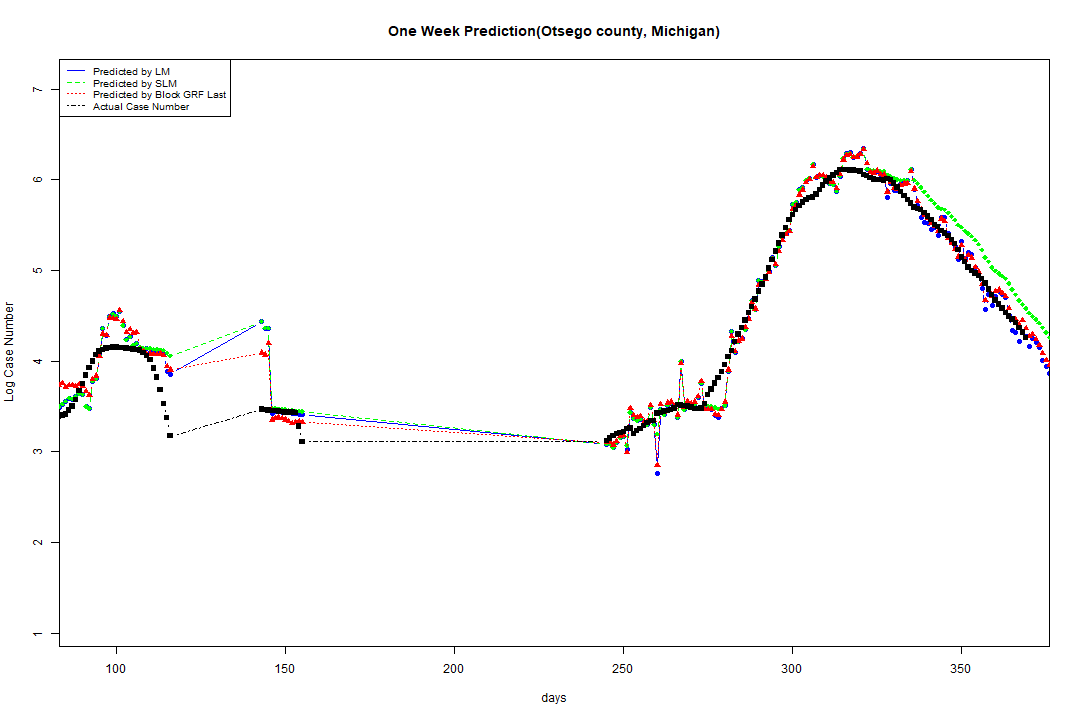 One Week Prediction(Otsego county, Michigan)
Predicted by LM
Predicted by SLM
Predicted by Block GRF Last
Actual Case Number
7
6
5
4
3
2
1
Log Case Number
100 150 200 250 300 350
days